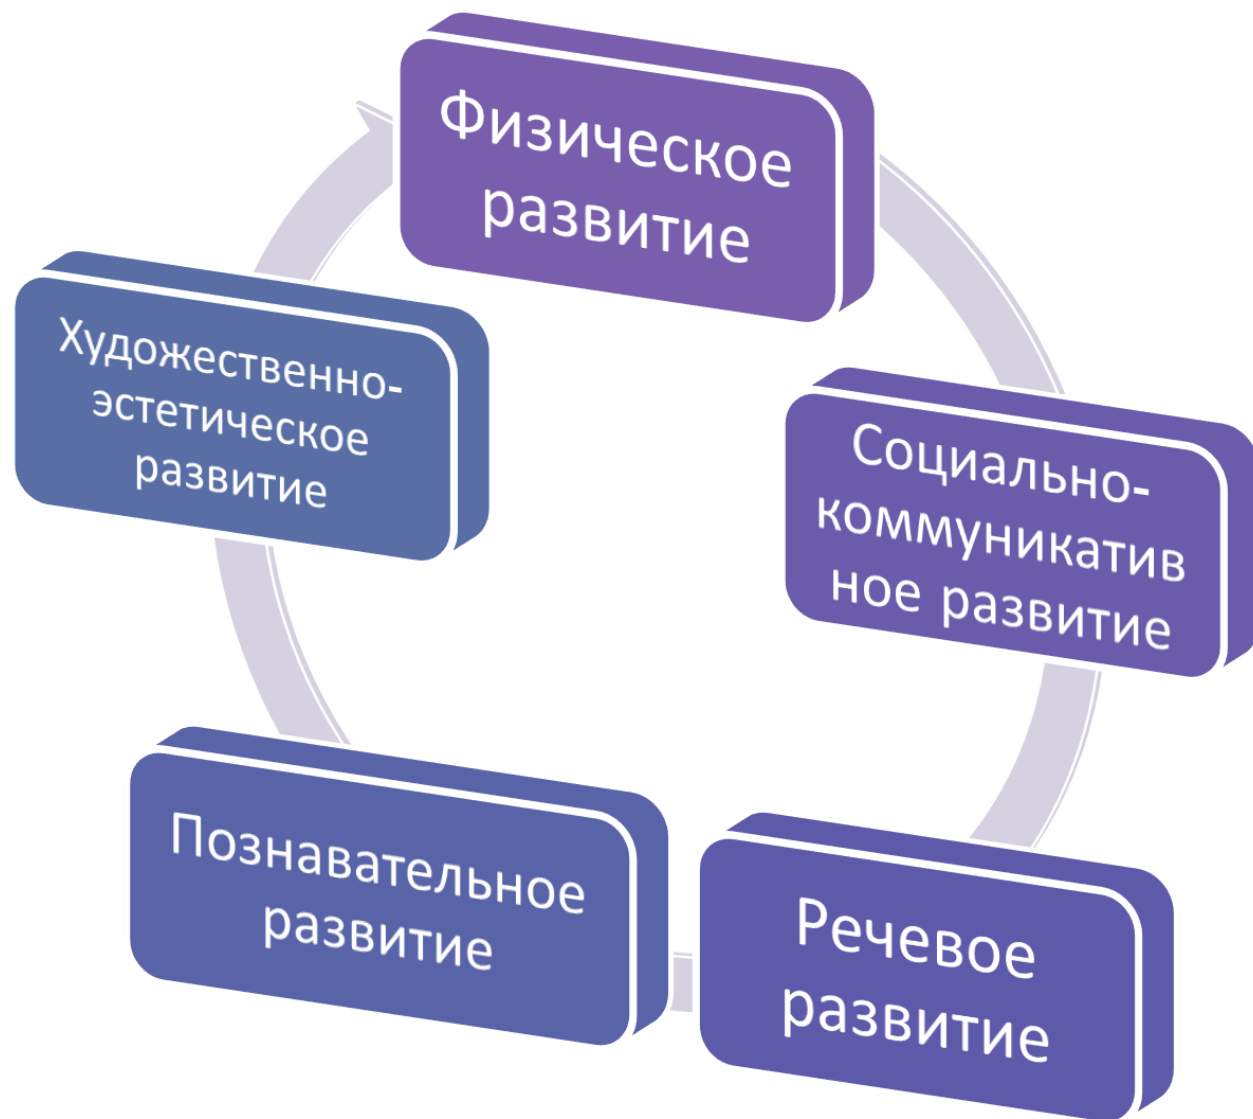 Физическое
развитие
Социально-
коммуникатив
ное развитие
Речевое
развитие
Познавательное
развитие
Художественно-
эстетическое
развитие